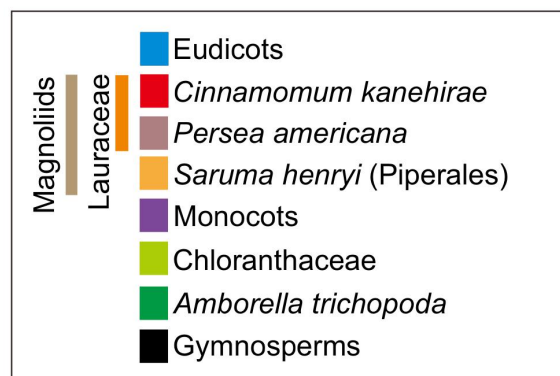 Magnoliids
Lauraceae
Eudicots
Cinnamomum kanehirae
Persea americana
Saruma henryi (Piperales)
Monocots
Chloranthaceae
Amborella trichopoda
Gymnosperms